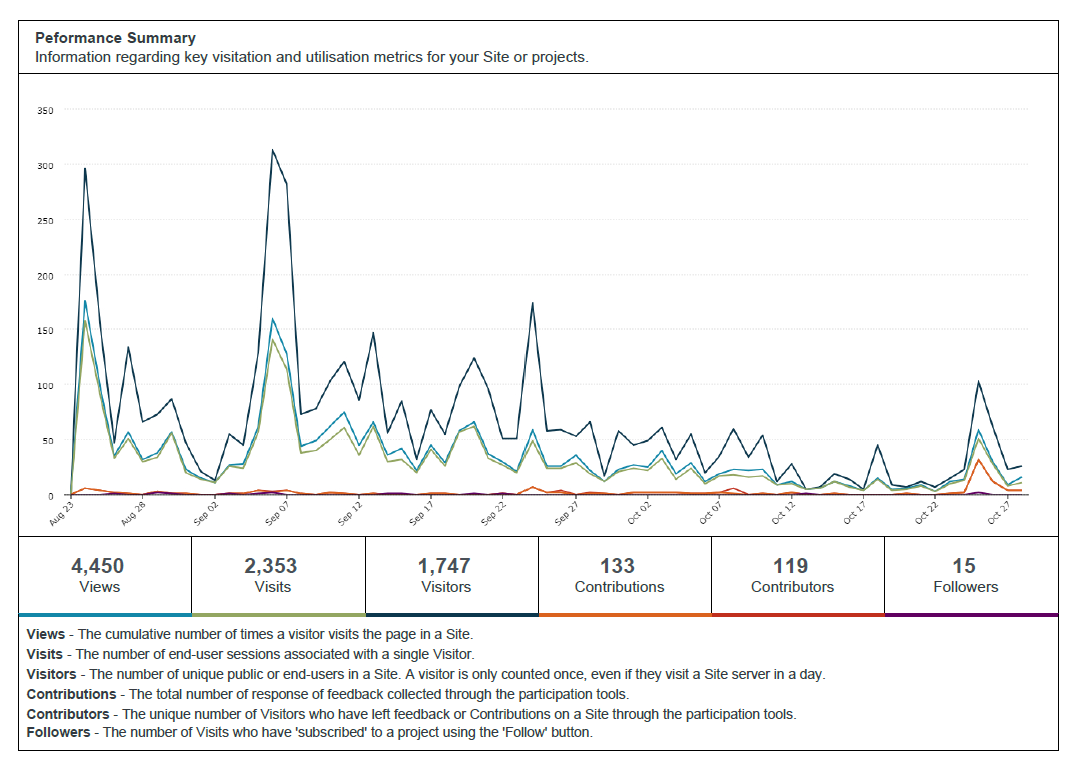 Peformance Summary
Information regarding key visitation and utilisation metrics for your Site or projects.
350
300
250
200
150
100
50
0
Aug 23
Aug 28
Sep 02
Sep 07
Sep 12
Sep 17
Sep 22
Sep 27
Oct 02
Oct 07
Oct 12
Oct 17
Oct 22
Oct 27
4,450
Views
2,353
Visits
1,747
Visitors
133
Contributions
119
Contributors
15
Followers
Views - The cumulative number of times a visitor visits the page in a Site.
Visits - The number of end-user sessions associated with a single Visitor.
Visitors - The number of unique public or end-users in a Site. A visitor is only counted once, even if they visit a Site server in a day.
Contributions - The total number of response of feedback collected through the participation tools.
Contributors - The unique number of Visitors who have left feedback or Contributions on a Site through the participation tools.
Followers - The number of Visits who have 'subscribed' to a project using the 'Follow' button.